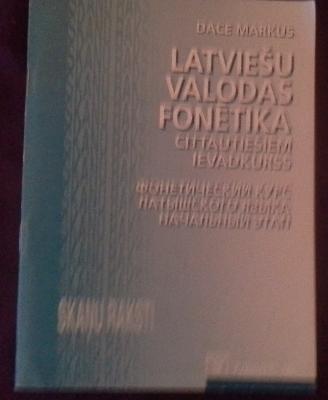 DACE MARKUS
LATVIEŠU
VALODAS
FONĒTIKA
CITTAUTIEŠIEM
IEVADKURSS
ФОНЕТИЧЕСКИЙ КУРС
ЛАТЫШСКОГО ЯЗЫКА
НАЧАЛЬНЫЙ ЭТАП
SKAŅU RAKSTI